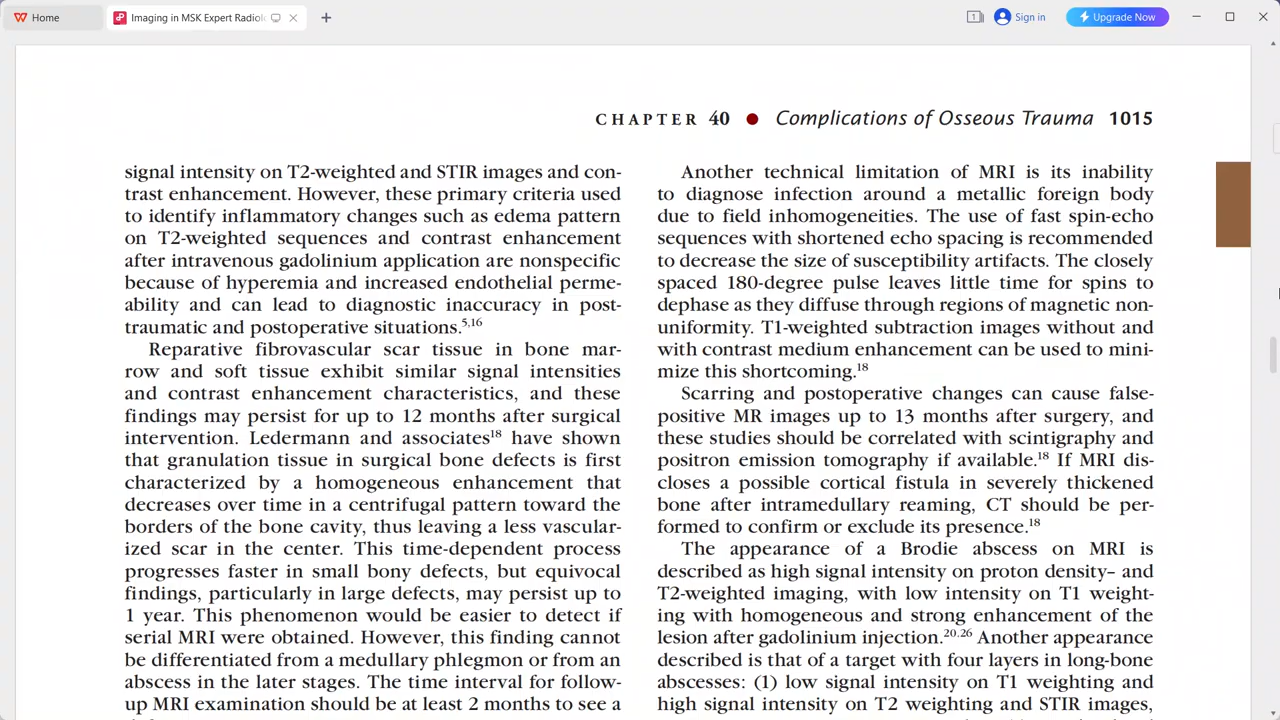 Home
Imaging in MSK Expert Radiol
Sign in
Upgrade Now
CHAPTER 40 ● Complications of Osseous Trauma 1015
signal intensity on T2-weighted and STIR images and con-
trast enhancement. However, these primary criteria used
to identify inflammatory changes such as edema pattern
on T2-weighted sequences and contrast enhancement
after intravenous gadolinium application are nonspecific
because of hyperemia and increased endothelial perme-
ability and can lead to diagnostic inaccuracy in post-
traumatic and postoperative situations.5,16
Reparative fibrovascular scar tissue in bone mar-
row and soft tissue exhibit similar signal intensities
and contrast enhancement characteristics, and these
findings may persist for up to 12 months after surgical
intervention. Ledermann and associates18 have shown
that granulation tissue in surgical bone defects is first
characterized by a homogeneous enhancement that
decreases over time in a centrifugal pattern toward the
borders of the bone cavity, thus leaving a less vascular-
ized scar in the center. This time-dependent process
progresses faster in small bony defects, but equivocal
findings, particularly in large defects, may persist up to
1 year. This phenomenon would be easier to detect if
serial MRI were obtained. However, this finding cannot
be differentiated from a medullary phlegmon or from an
abscess in the later stages. The time interval for follow-
up MRI examination should be at least 2 months to see a
Another technical limitation of MRI is its inability
to diagnose infection around a metallic foreign body
due to field inhomogeneities. The use of fast spin-echo
sequences with shortened echo spacing is recommended
to decrease the size of susceptibility artifacts. The closely
spaced 180-degree pulse leaves little time for spins to
dephase as they diffuse through regions of magnetic non-
uniformity. T1-weighted subtraction images without and
with contrast medium enhancement can be used to mini-
mize this shortcoming.18
Scarring and postoperative changes can cause false-
positive MR images up to 13 months after surgery, and
these studies should be correlated with scintigraphy and
positron emission tomography if available.18 If MRI dis-
closes a possible cortical fistula in severely thickened
bone after intramedullary reaming, CT should be per-
formed to confirm or exclude its presence.18
The appearance of a Brodie abscess on MRI is
described as high signal intensity on proton density– and
T2-weighted imaging, with low intensity on T1 weight-
ing with homogeneous and strong enhancement of the
lesion after gadolinium injection.20,26 Another appearance
described is that of a target with four layers in long-bone
abscesses: (1) low signal intensity on T1 weighting and
high signal intensity on T2 weighting and STIR images,